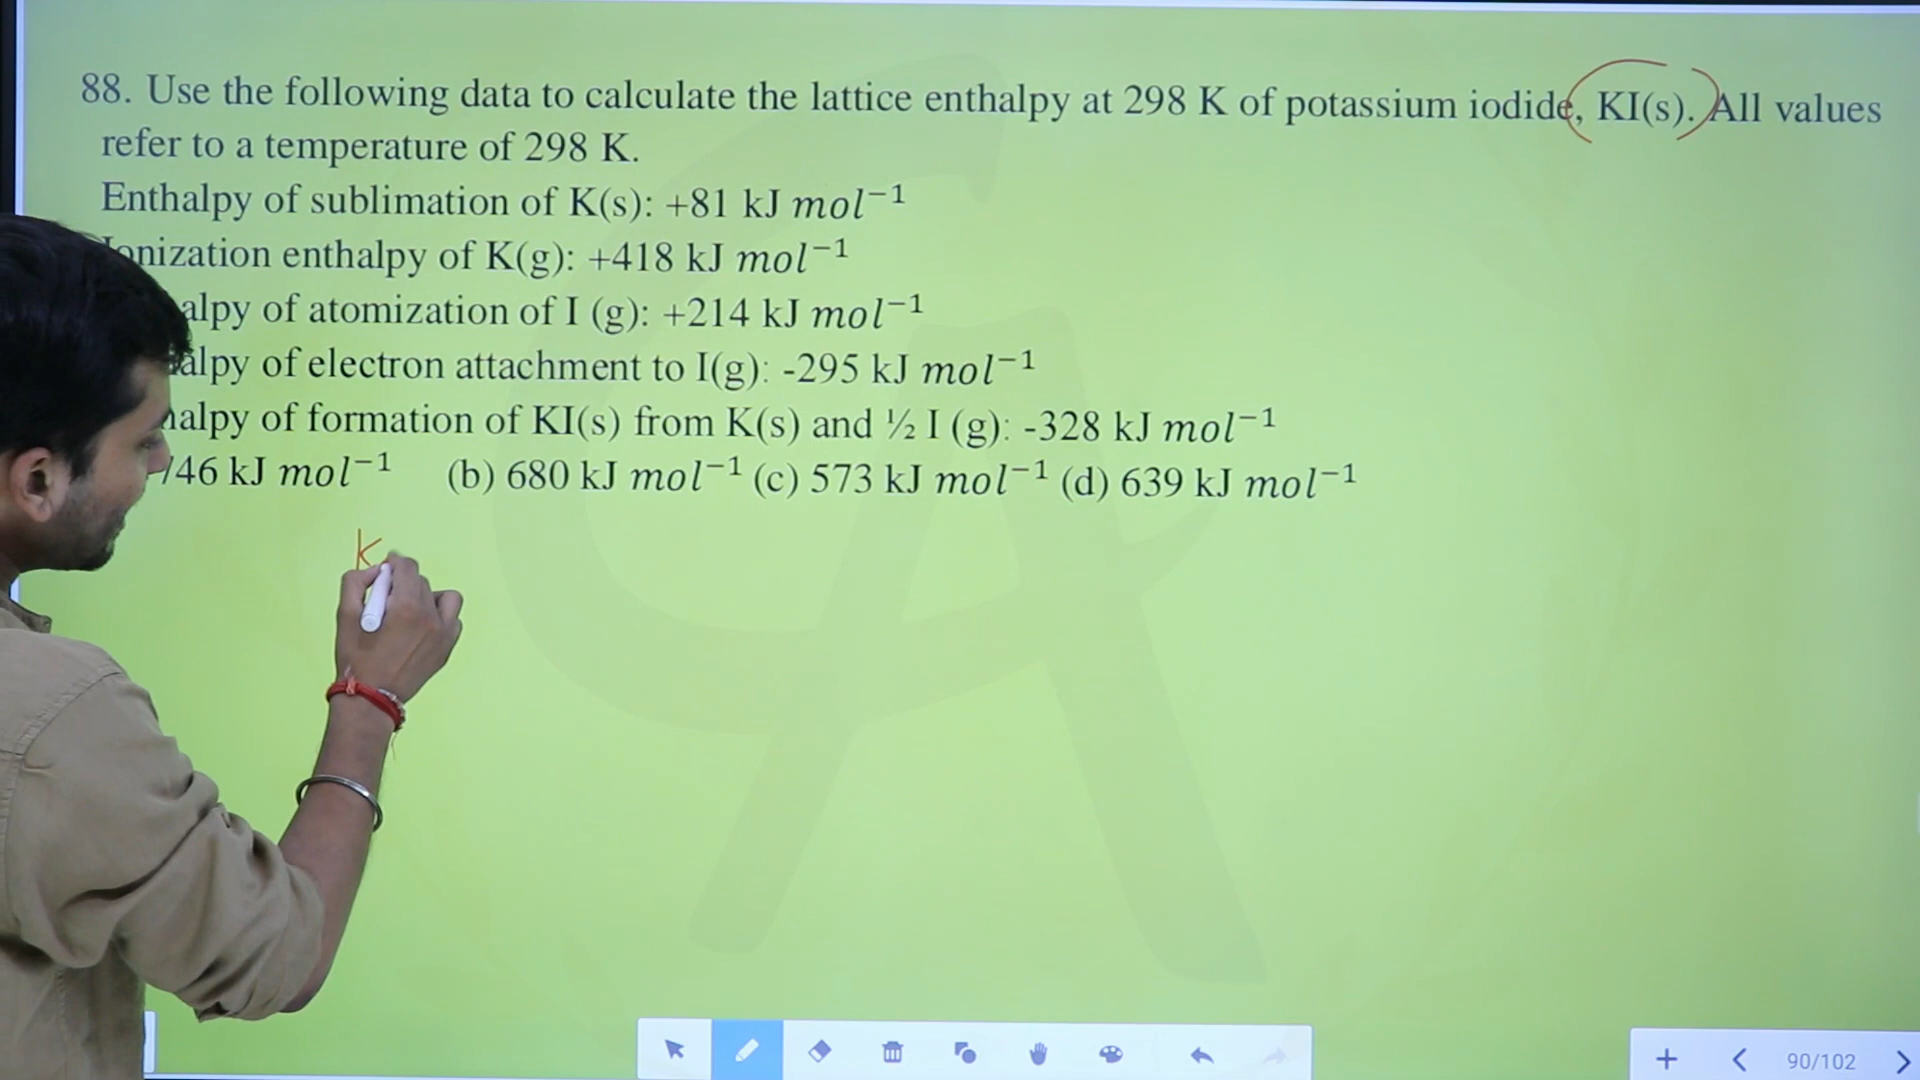 88. Use the following data to calculate the lattice enthalpy at 298 K of potassium iodide, KI(s). All values
refer to a temperature of 298 K.
Enthalpy of sublimation of K(s): +81 kJ mol⁻¹
onization enthalpy of K(g): +418 kJ mol⁻¹
alpy of atomization of I (g): +214 kJ mol⁻¹
alpy of electron attachment to I(g): -295 kJ mol⁻¹
alpy of formation of KI(s) from K(s) and ½ I (g): -328 kJ mol⁻¹
746 kJ mol⁻¹ (b) 680 kJ mol⁻¹ (c) 573 kJ mol⁻¹ (d) 639 kJ mol⁻¹
K
90/102